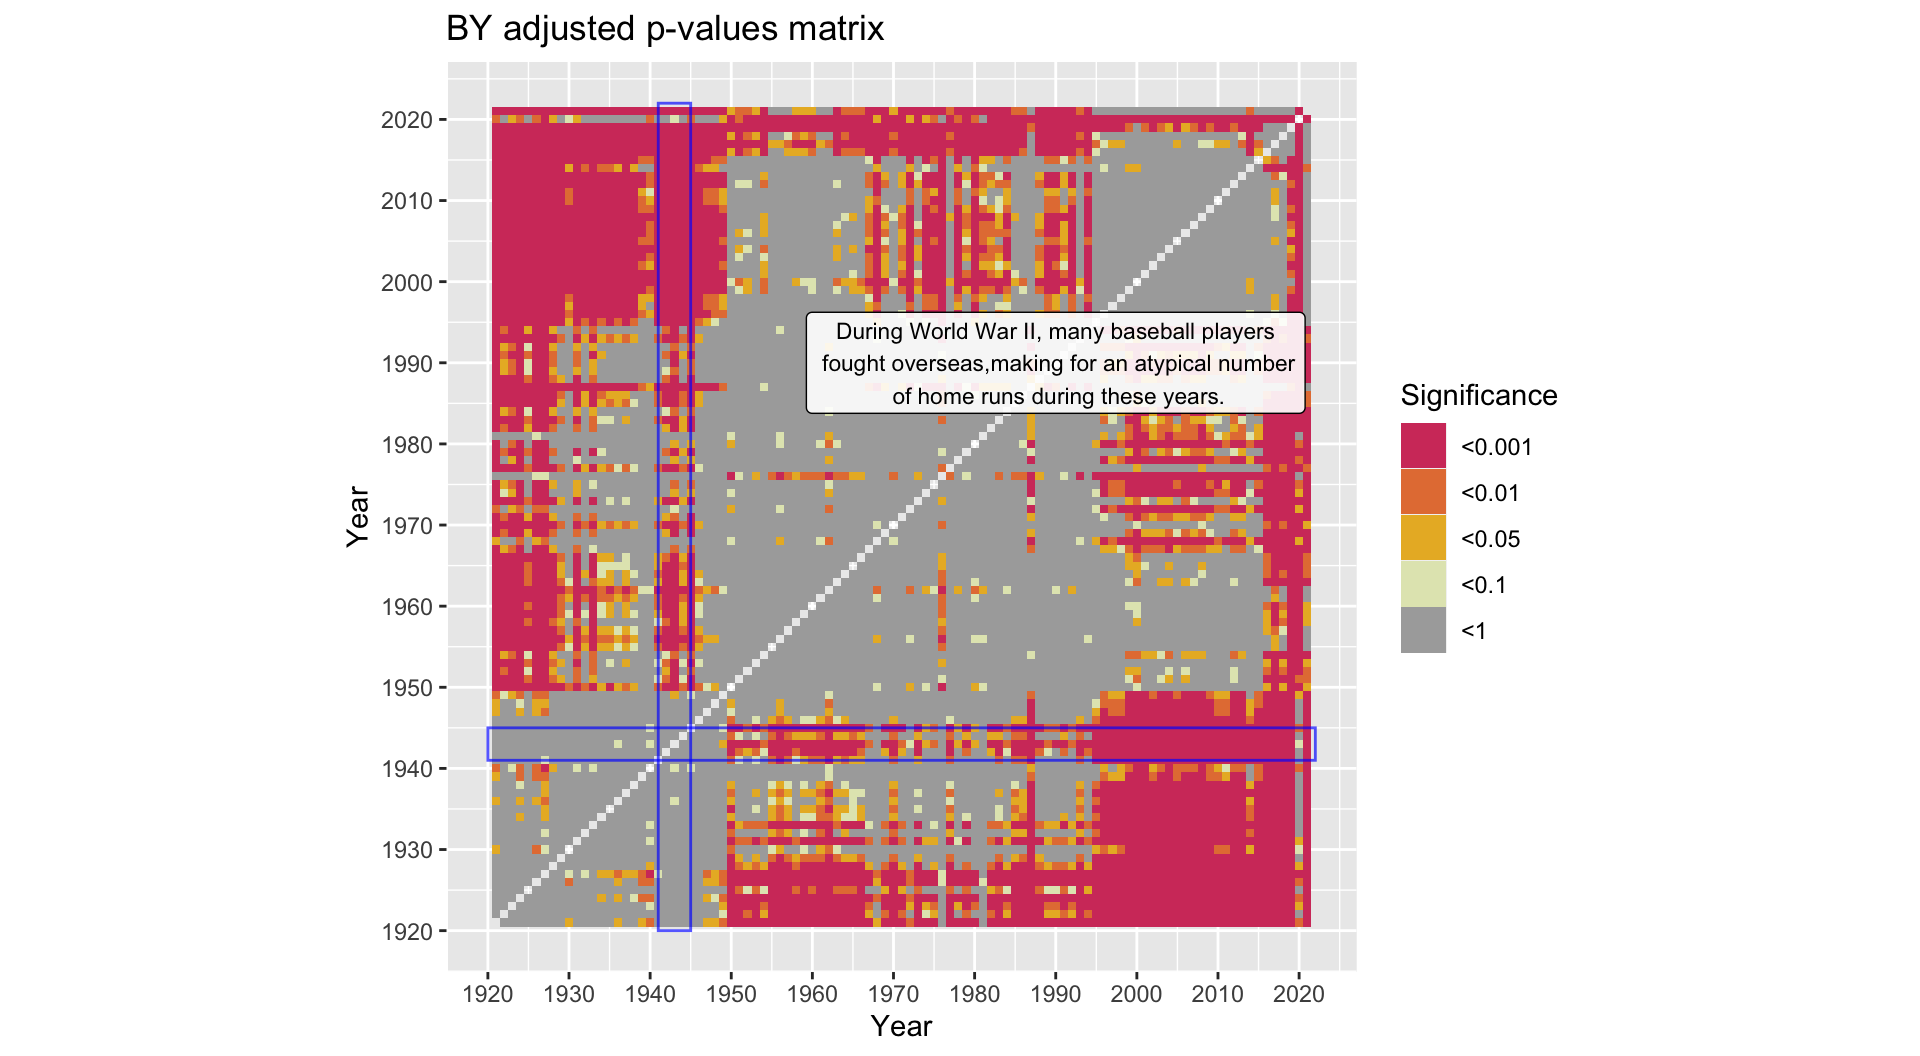 BY adjusted p-values matrix
Year
2020
2010
2000
1990
1980
1970
1960
1950
1940
1930
1920
During World War II, many baseball players
fought overseas,making for an atypical number
of home runs during these years.
1920 1930 1940 1950 1960 1970 1980 1990 2000 2010 2020
Year
Significance
<0.001
<0.01
<0.05
<0.1
<1